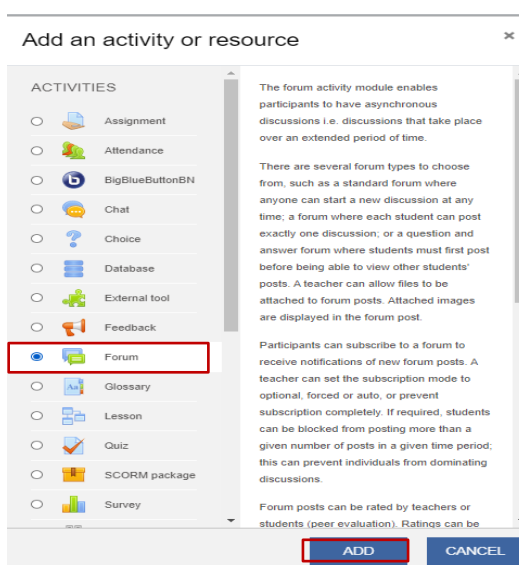 Add an activity or resource
×
ACTIVITIES
Assignment
Attendance
BigBlueButtonBN
Chat
Choice
Database
External tool
Feedback
Forum
Glossary
Lesson
Quiz
SCORM package
Survey
The forum activity module enables
participants to have asynchronous
discussions i.e. discussions that take place
over an extended period of time.
There are several forum types to choose
from, such as a standard forum where
anyone can start a new discussion at any
time; a forum where each student can post
exactly one discussion; or a question and
answer forum where students must first post
before being able to view other students'
posts. A teacher can allow files to be
attached to forum posts. Attached images
are displayed in the forum post.
Participants can subscribe to a forum to
receive notifications of new forum posts. A
teacher can set the subscription mode to
optional, forced or auto, or prevent
subscription completely. If required, students
can be blocked from posting more than a
given number of posts in a given time period;
this can prevent individuals from dominating
discussions.
Forum posts can be rated by teachers or
students (peer evaluation). Ratings can be
ADD
CANCEL